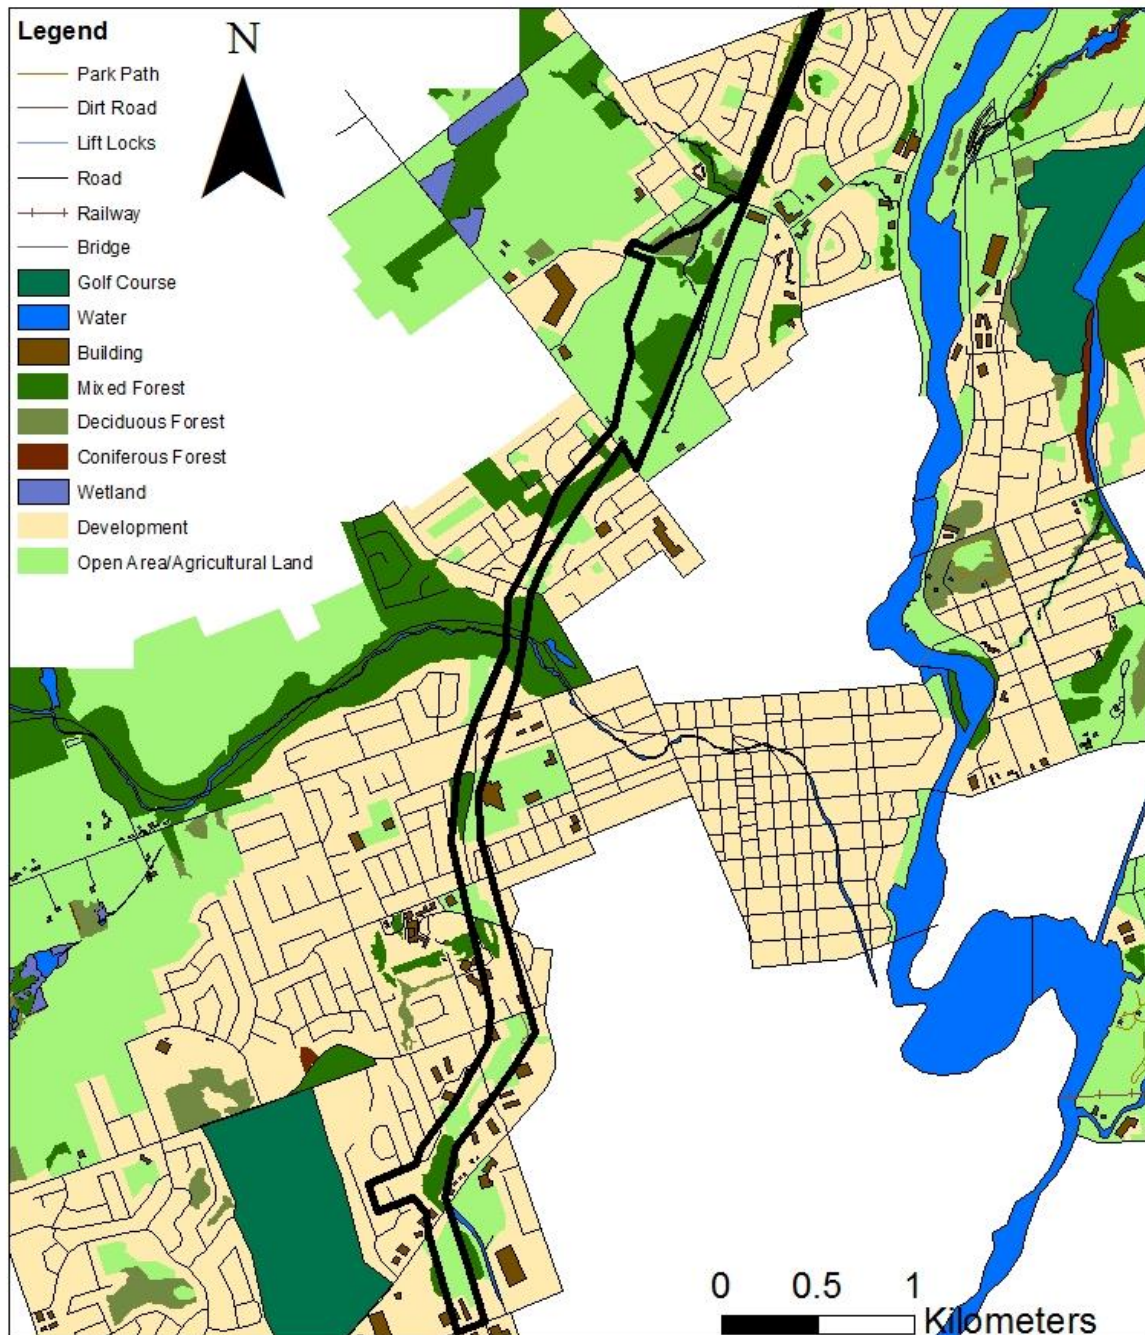 Legend
N
Park Path
Dirt Road
Lift Locks
Road
Railway
Bridge
Golf Course
Water
Building
Mixed Forest
Deciduous Forest
Coniferous Forest
Wetland
Development
Open Area/Agricultural Land
0 0.5 1
Kilometers